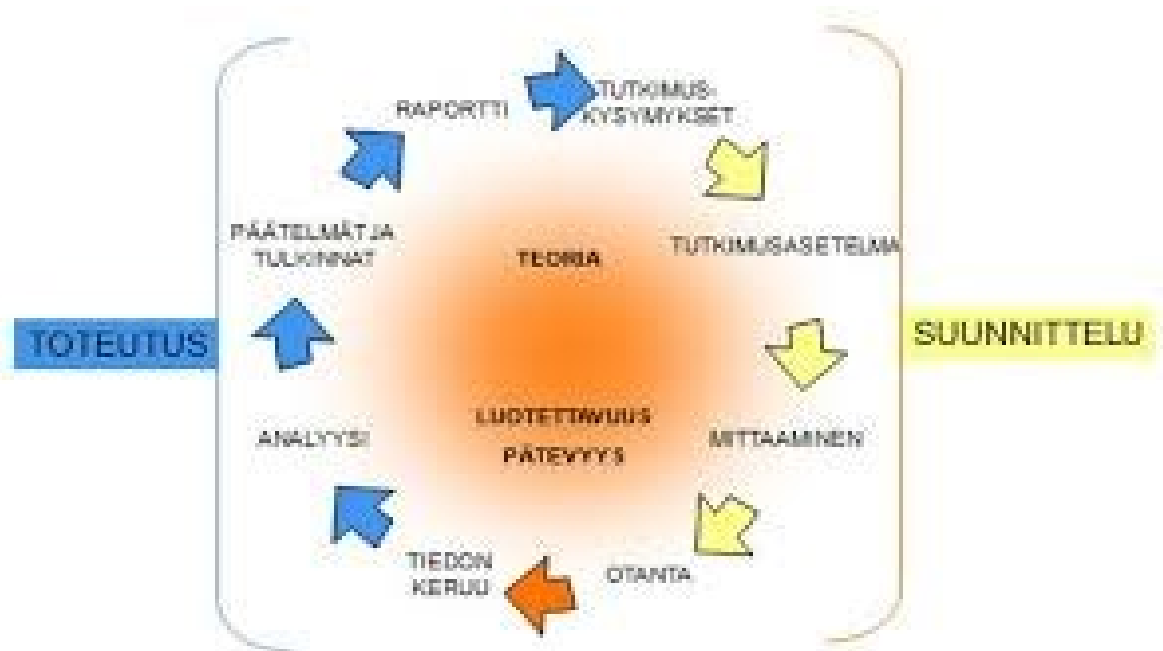 RAPORTTI
TUTKIMUS-
KYSYMYKSET
PÄÄTELMÄT JA
TULKINNAT
TEORIA
TUTKIMUSASETELMA
TOTEUTUS
SUUNNITTELU
LUOTETTAVUUS
PÄTEVYYS
ANALYYSI
MITTAAMINEN
TIEDON
KERUU
OTANTA